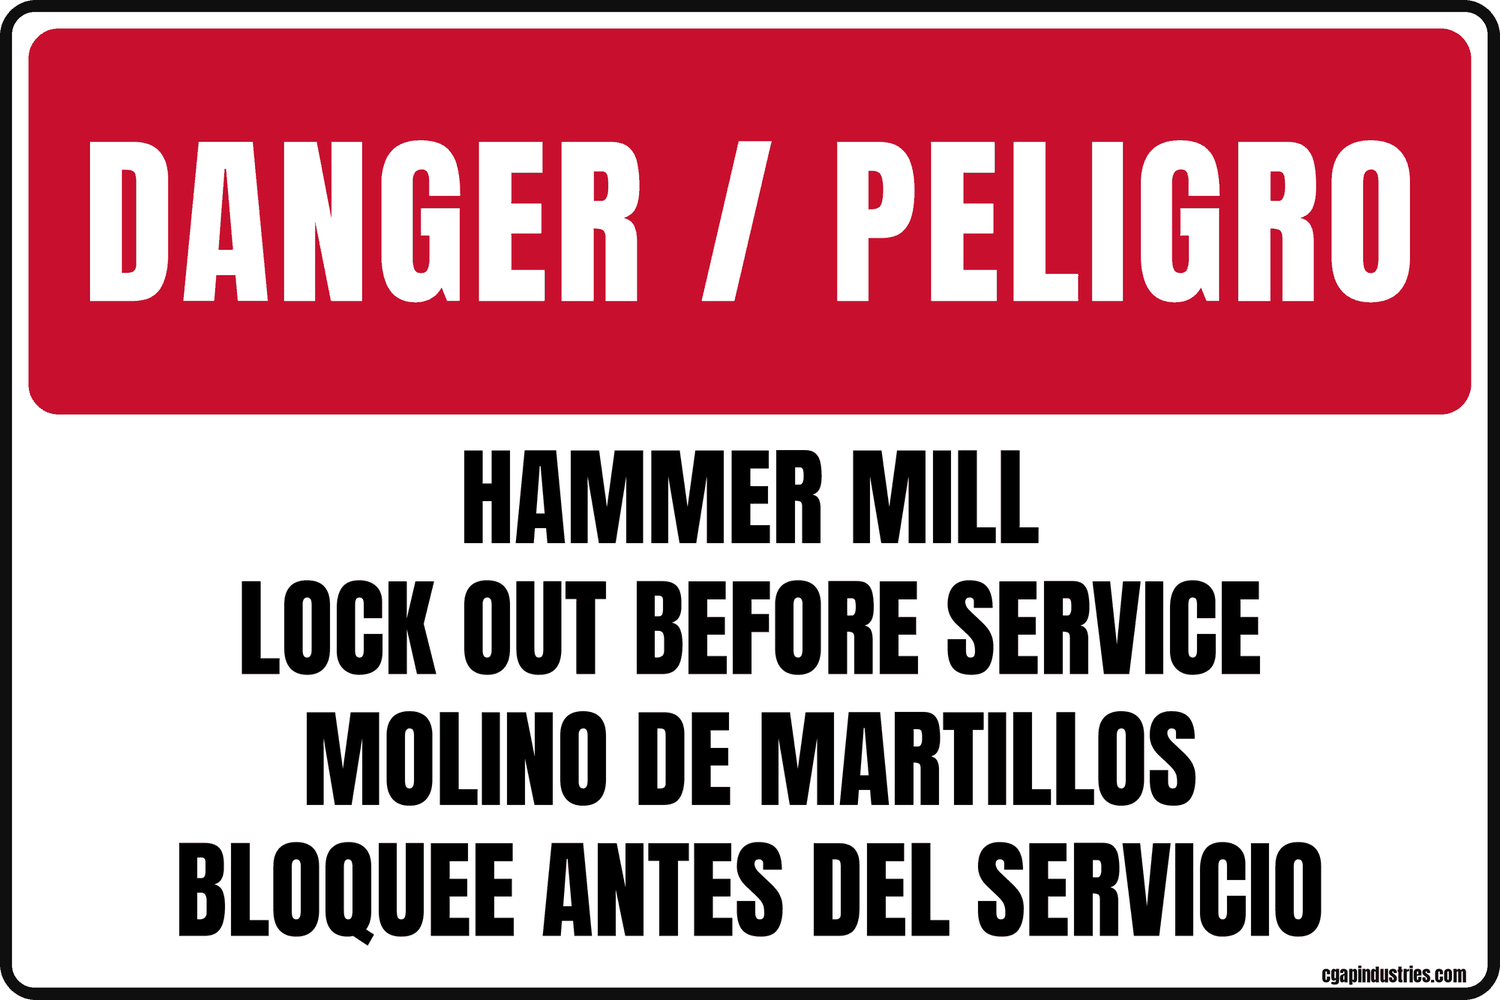 DANGER / PELIGRO
HAMMER MILL
LOCK OUT BEFORE SERVICE
MOLINO DE MARTILLOS
BLOQUEE ANTES DEL SERVICIO
cgapindustries.com